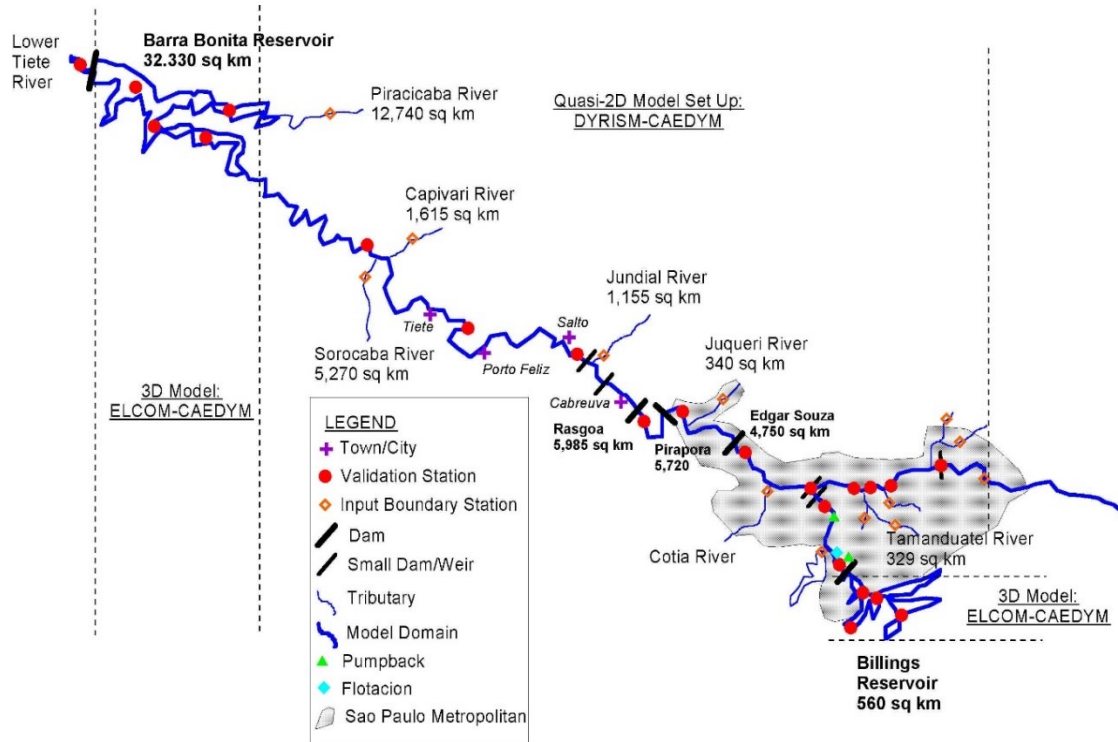 Lower
Tiete
River
Barra Bonita Reservoir
32.330 sq km
Piracicaba River
12,740 sq km
Quasi-2D Model Set Up:
DYRISM-CAEDYM
Capivari River
1,615 sq km
Jundial River
1,155 sq km
Tiete
Salto
Porto Feliz
Sorocaba River
5,270 sq km
Juqueri River
340 sq km
3D Model:
ELCOM-CAEDYM
Cabreuva
Rasgoa
5,985 sq km
Pirapora
5,720
Edgar Souza
4,750 sq km
Cotia River
Tamanduatel River
329 sq km
3D Model:
ELCOM-CAEDYM
Billings
Reservoir
560 sq km
LEGEND
Town/City
Validation Station
Input Boundary Station
Dam
Small Dam/Weir
Tributary
Model Domain
Pumpback
Flotacion
Sao Paulo Metropolitan